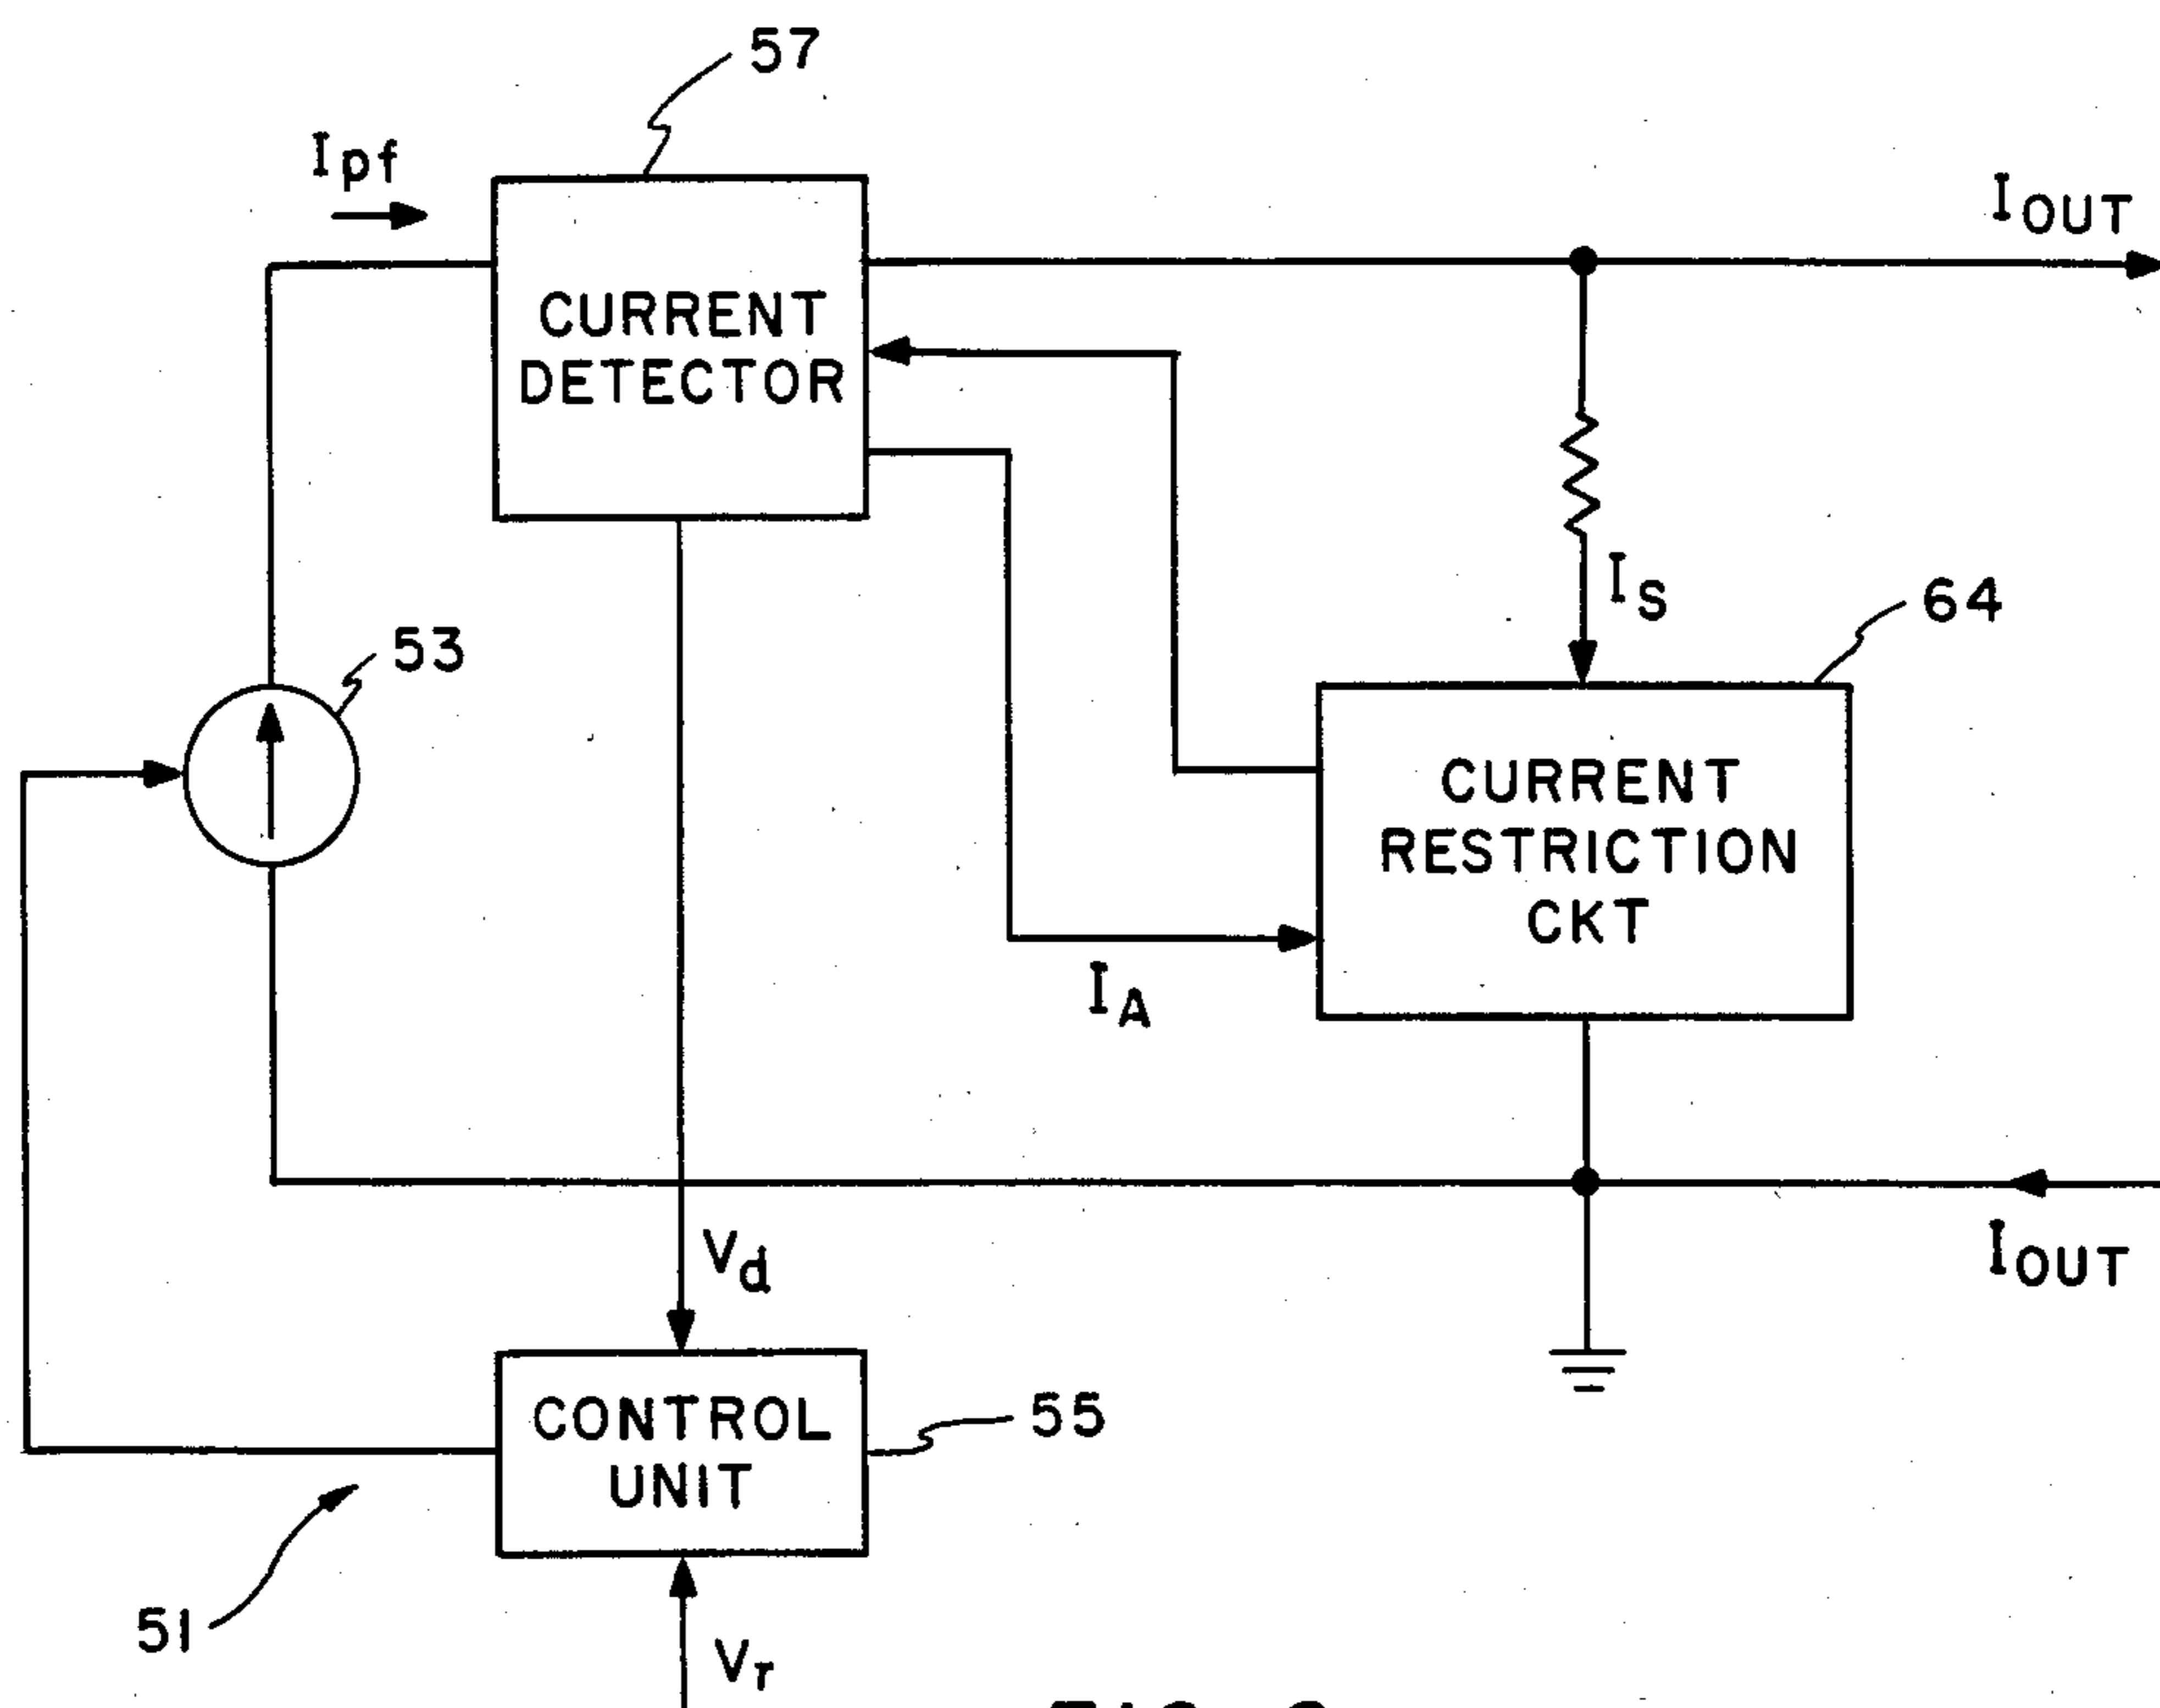 57
Ipf
IOUT
CURRENT
DETECTOR
IS
64
53
CURRENT
RESTRICTION
CKT
IA
Vd
IOUT
CONTROL
UNIT
55
51
Vr